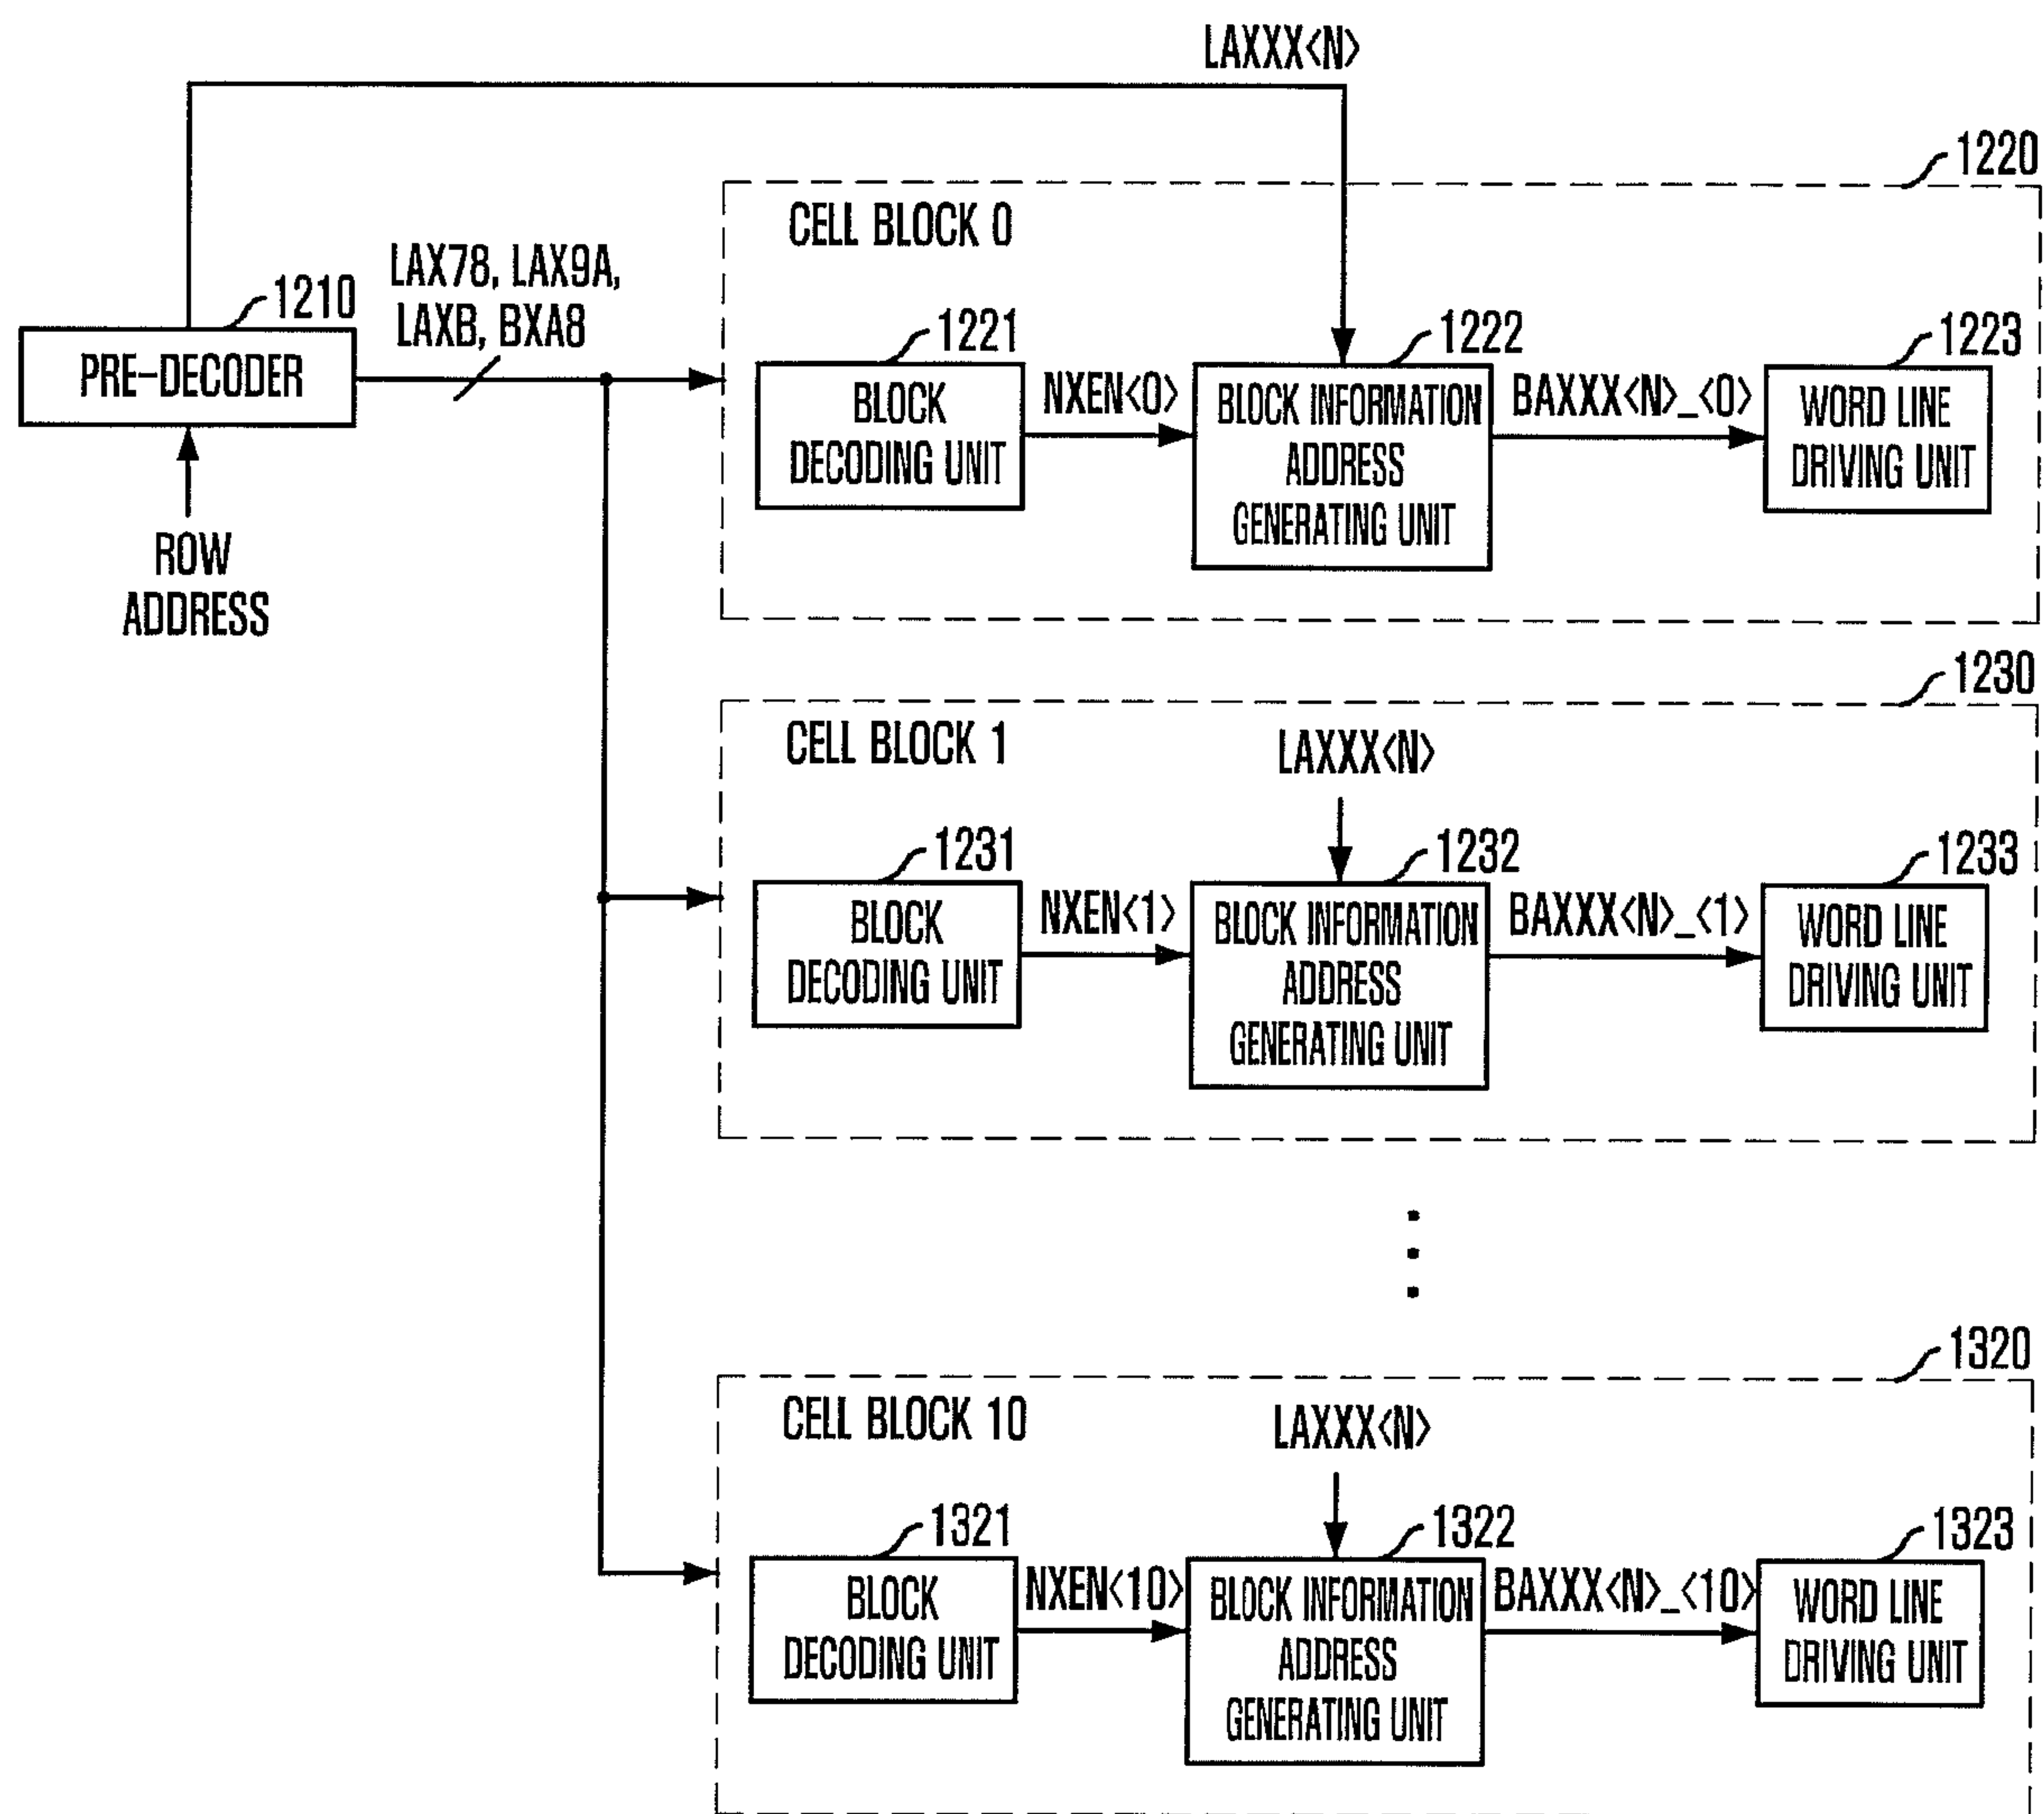 LAXXX<N>
1220
CELL BLOCK 0
LAX78, LAX9A,
LAXB, BXA8
1210
PRE-DECODER
ROW
ADDRESS
1221
BLOCK
DECODING UNIT
NXEN<0>
1222
BLOCK INFORMATION
ADDRESS
GENERATING UNIT
BAXXX<N>_<0>
1223
WORD LINE
DRIVING UNIT
1230
CELL BLOCK 1
LAXXX<N>
1231
BLOCK
DECODING UNIT
NXEN<1>
1232
BLOCK INFORMATION
ADDRESS
GENERATING UNIT
BAXXX<N>_<1>
1233
WORD LINE
DRIVING UNIT
1320
CELL BLOCK 10
LAXXX<N>
1321
BLOCK
DECODING UNIT
NXEN<10>
1322
BLOCK INFORMATION
ADDRESS
GENERATING UNIT
BAXXX<N>_<10>
1323
WORD LINE
DRIVING UNIT